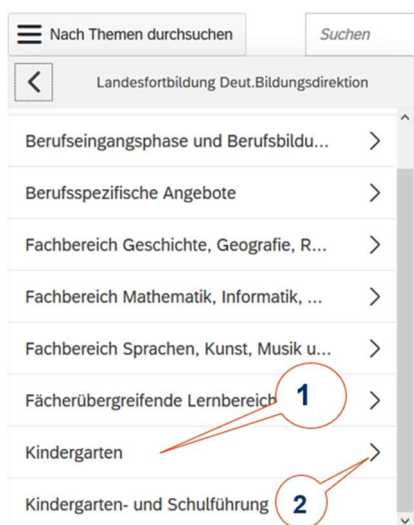 Nach Themen durchsuchen
Suchen
Landesfortbildung Deut.Bildungsdirektion
Berufseingangsphase und Berufsbildu...
Berufsspezifische Angebote
Fachbereich Geschichte, Geografie, R...
Fachbereich Mathematik, Informatik, ...
Fachbereich Sprachen, Kunst, Musik u...
Fächerübergreifende Lernbereich
1
Kindergarten
Kindergarten- und Schulführung
2